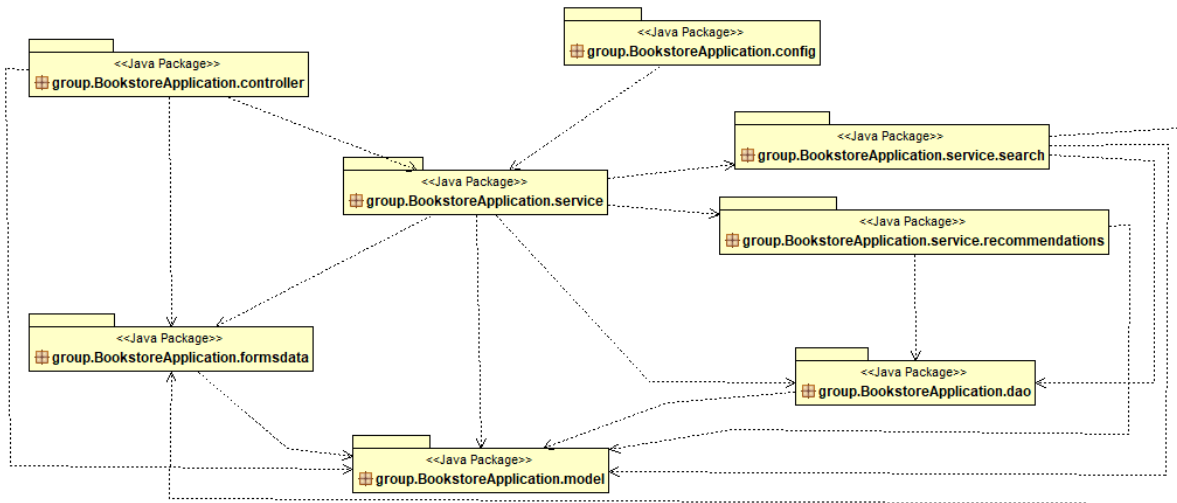 <<Java Package>>
group.BookstoreApplication.config
<<Java Package>>
group.BookstoreApplication.controller
<<Java Package>>
group.BookstoreApplication.service.search
<<Java Package>>
group.BookstoreApplication.service
<<Java Package>>
group.BookstoreApplication.service.recommendations
<<Java Package>>
group.BookstoreApplication.formsdata
<<Java Package>>
group.BookstoreApplication.dao
<<Java Package>>
group.BookstoreApplication.model